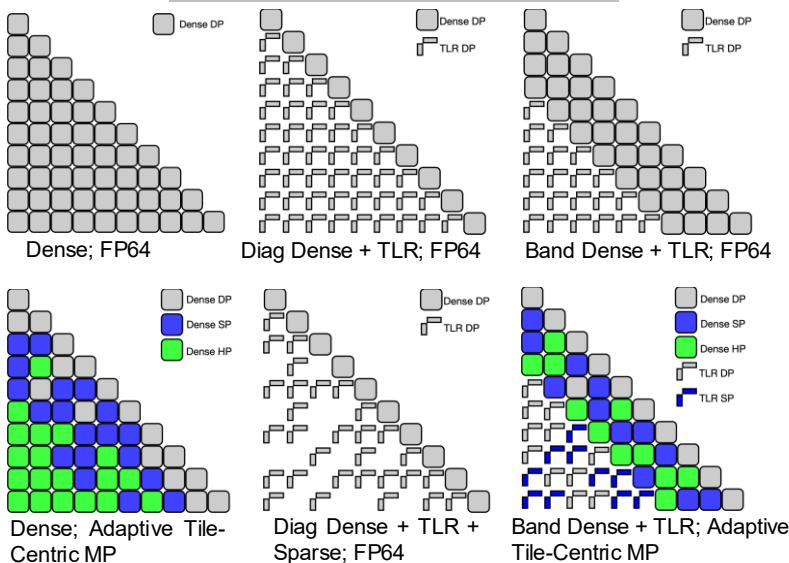 Dense DP
TLR DP
Dense DP
TLR DP
Dense; FP64
Diag Dense + TLR; FP64
Band Dense + TLR; FP64
Dense DP
Dense SP
Dense HP
Dense DP
TLR DP
Dense DP
Dense SP
Dense HP
TLR DP
TLR SP
Dense; Adaptive Tile-
Centric MP
Diag Dense + TLR +
Sparse; FP64
Band Dense + TLR; Adaptive
Tile-Centric MP